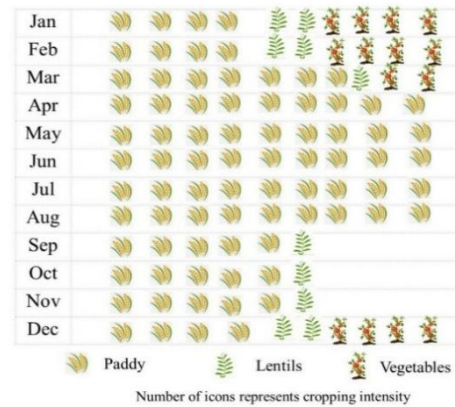 Jan
Feb
Mar
Apr
May
Jun
Jul
Aug
Sep
Oct
Nov
Dec
Paddy Lentils Vegetables
Number of icons represents cropping intensity